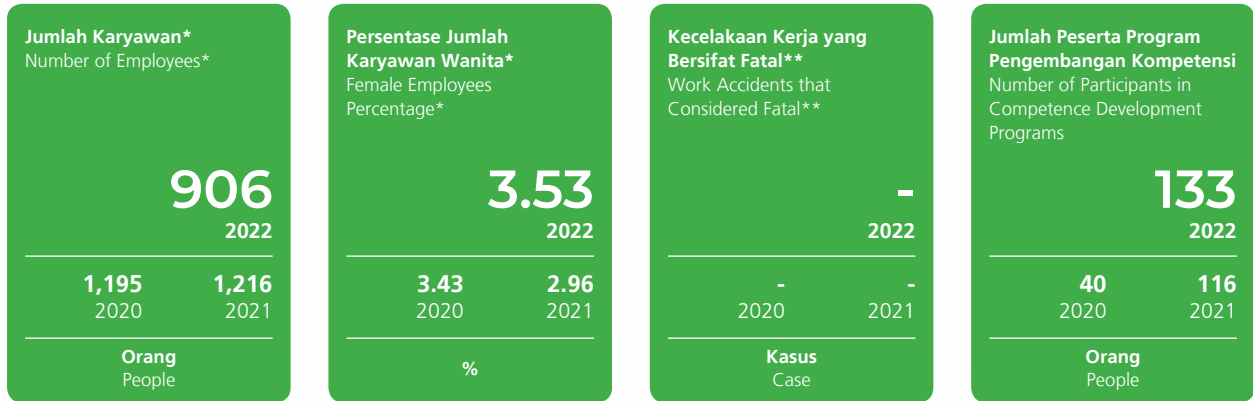 Jumlah Karyawan*
Number of Employees*
906
2022
1,195 1,216
2020 2021
Orang
People
Persentase Jumlah
Karyawan Wanita*
Female Employees
Percentage*
3.53
2022
3.43 2.96
2020 2021
%
Kecelakaan Kerja yang
Bersifat Fatal**
Work Accidents that
Considered Fatal**
-
2022
- -
2020 2021
Kasus
Case
Jumlah Peserta Program
Pengembangan Kompetensi
Number of Participants in
Competence Development
Programs
133
2022
40 116
2020 2021
Orang
People